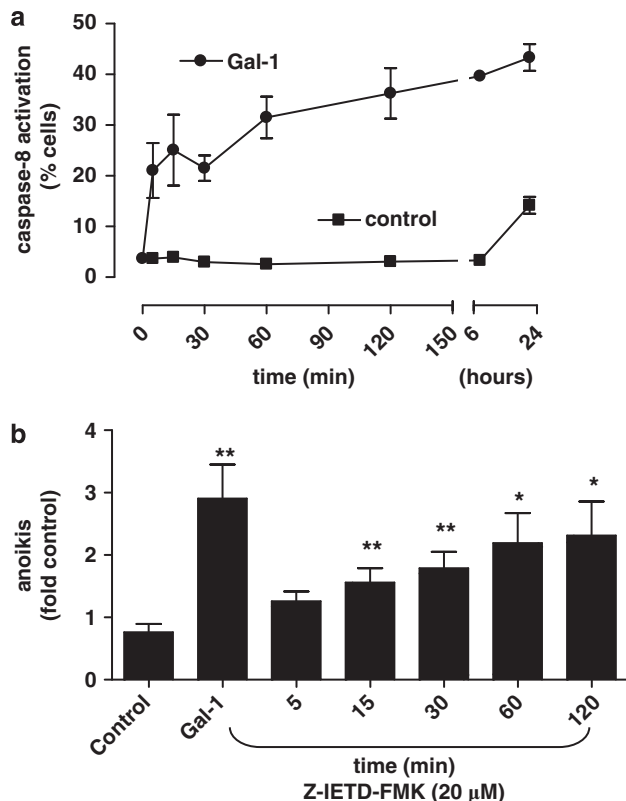 a
caspase-8 activation
(% cells)
50
40
30
20
10
0
Gal-1
control
0 30 60 90 120 150 6 24
time (min) (hours)
b
anoikis
(fold control)
4
3
2
1
0
** ** ** * *
Control Gal-1 5 15 30 60 120
time (min)
Z-IETD-FMK (20 µM)